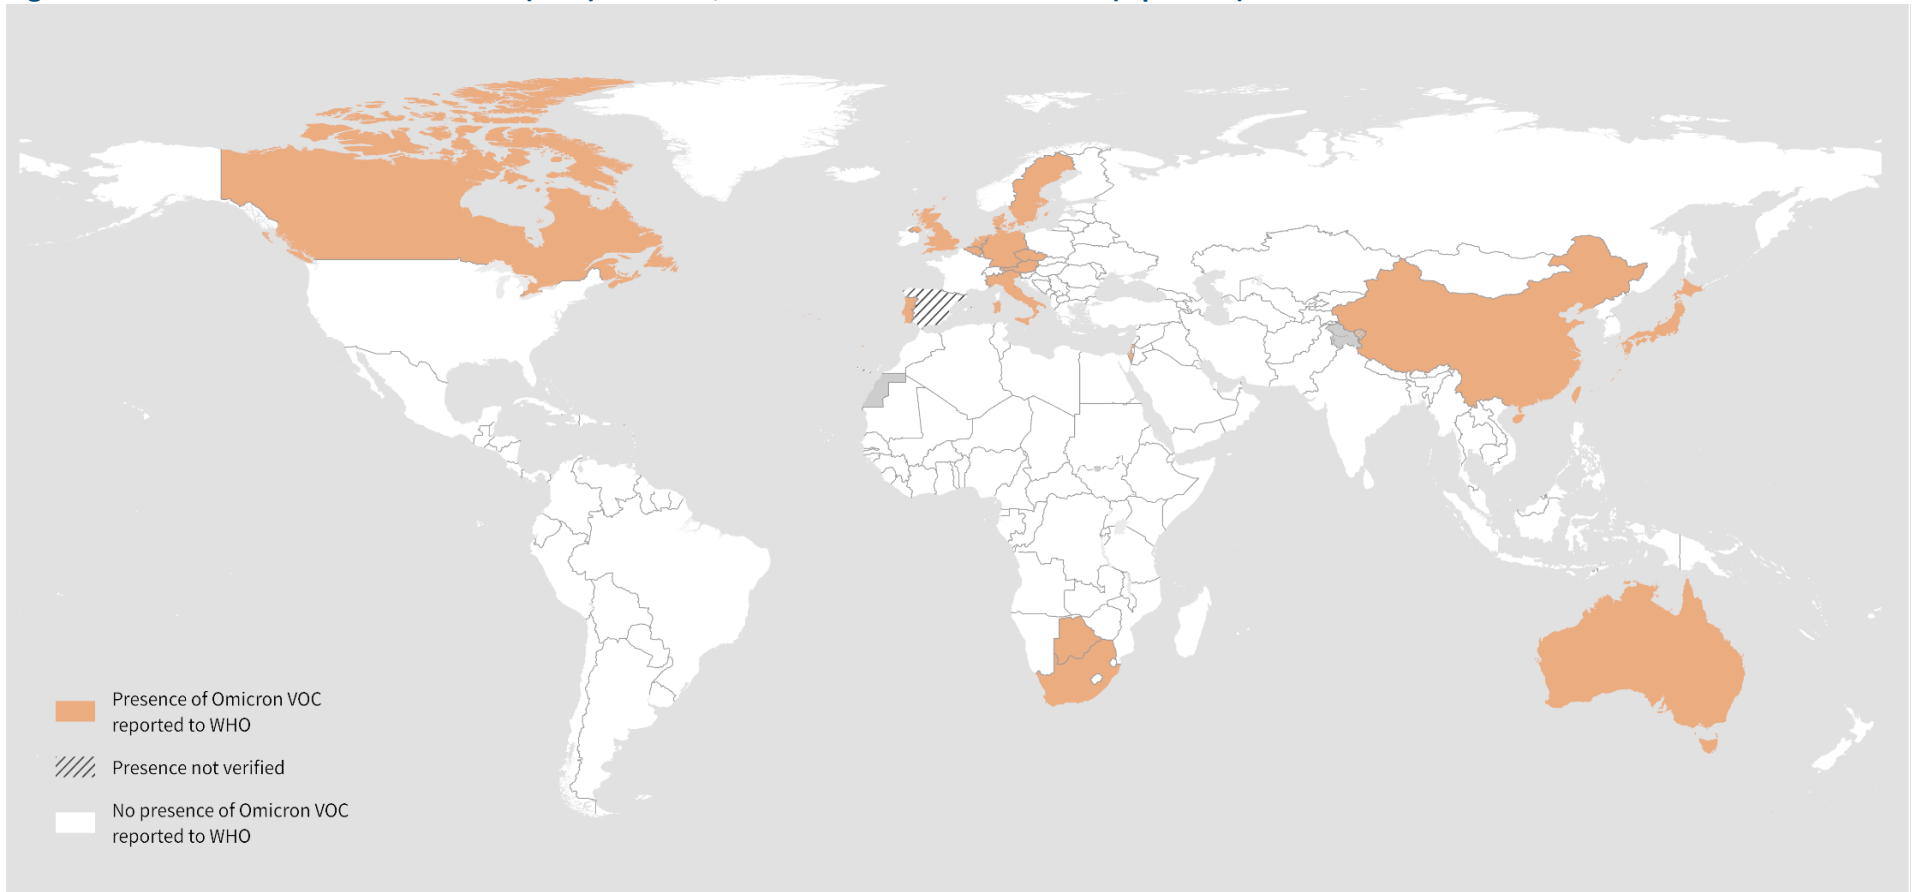 Presence of Omicron VOC
reported to WHO
Presence not verified
No presence of Omicron VOC
reported to WHO